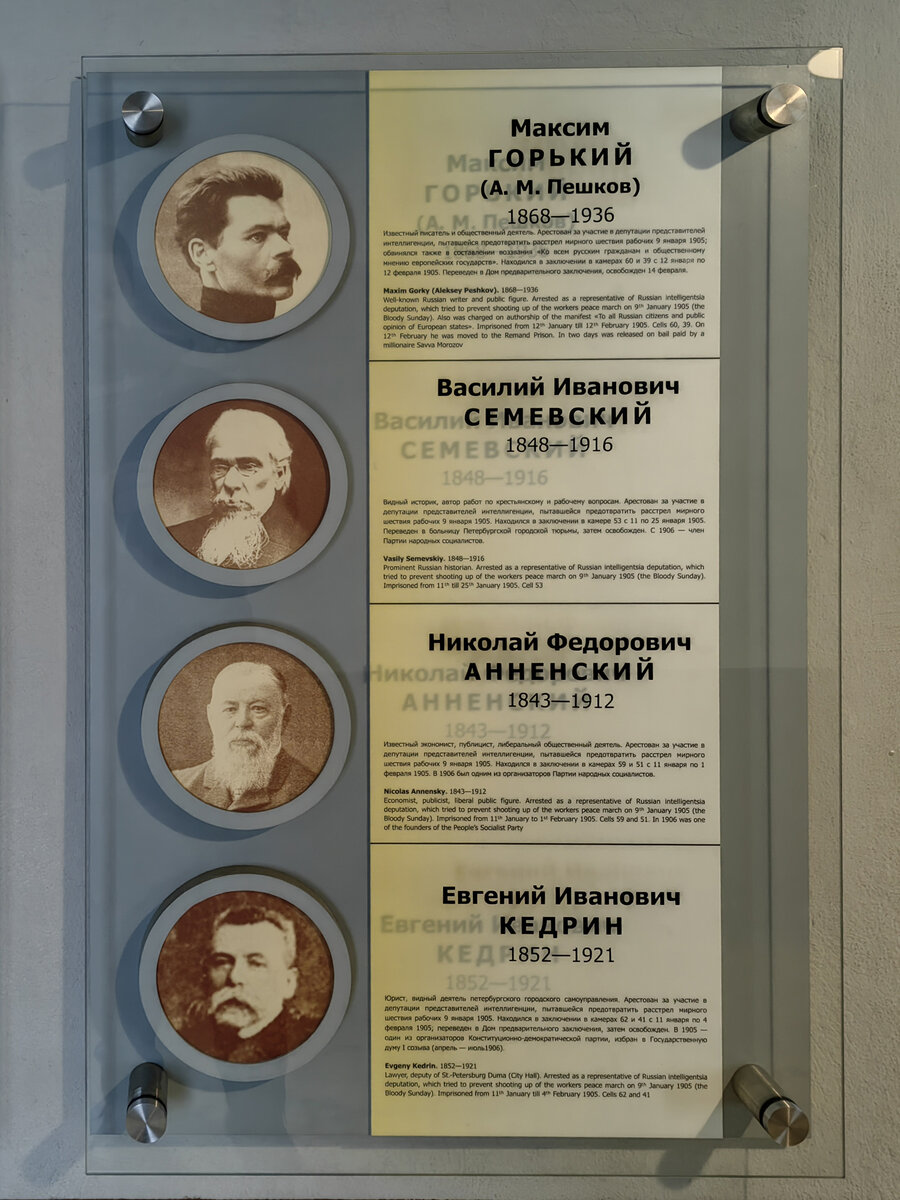 Максим
ГОРЬКИЙ
(А. М. Пешков)
1868—1936
Известный писатель и общественный деятель. Арестован за участие в депутации представителей
интеллигенции, пытавшейся предотвратить расстрел мирного шествия рабочих 9 января 1905;
обвинялся также в составлении воззвания «Ко всем русским гражданам и общественному
мнению европейских государств». Находился в заключении в камерах 60 и 39 с 12 января по
12 февраля 1905. Переведен в Дом предварительного заключения, освобожден 14 февраля.
Maxim Gorky (Aleksey Peshkov). 1868—1936
Well-known Russian writer and public figure. Arrested as a representative of Russian intelligentsia
deputation, which tried to prevent shooting up of the workers peace march on 9th January 1905 (the
Bloody Sunday). Also was charged on authorship of the manifest «To all Russian citizens and public
opinion of European states». Imprisoned from 12th January till 12th February 1905. Cells 60, 39. On
12th February he was moved to the Remand Prison. In two days was released on bail paid by a
millionaire Savva Morozov
Василий Иванович
СЕМЕВСКИЙ
1848—1916
Видный историк, автор работ по крестьянскому и рабочему вопросам. Арестован за участие в
депутации представителей интеллигенции, пытавшейся предотвратить расстрел мирного
шествия рабочих 9 января 1905. Находился в заключении в камере 53 с 11 по 25 января 1905.
Переведен в больницу Петербургской городской тюрьмы, затем освобожден. С 1906 — член
Партии народных социалистов.
Vasily Semevskiy. 1848—1916
Prominent Russian historian. Arrested as a representative of Russian intelligentsia deputation, which
tried to prevent shooting up of the workers peace march on 9th January 1905 (the Bloody Sunday).
Imprisoned from 11th till 25th January 1905. Cell 53
Николай Федорович
АННЕНСКИЙ
1843—1912
Известный экономист, публицист, либеральный общественный деятель. Арестован за участие в
депутации представителей интеллигенции, пытавшейся предотвратить расстрел мирного
шествия рабочих 9 января 1905. Находился в заключении в камерах 59 и 51 с 11 января по 1
февраля 1905. В 1906 был одним из организаторов Партии народных социалистов.
Nicolas Annensky. 1843—1912
Economist, publicist, liberal public figure. Arrested as a representative of Russian intelligentsia
deputation, which tried to prevent shooting up of the workers peace march on 9th January 1905 (the
Bloody Sunday). Imprisoned from 11th January to 1st February 1905. Cells 59 and 51. In 1906 was one
of the founders of the People's Socialist Party
Евгений Иванович
КЕДРИН
1852—1921
Юрист, видный деятель петербургского городского самоуправления. Арестован за участие в
депутации представителей интеллигенции, пытавшейся предотвратить расстрел мирного
шествия рабочих 9 января 1905. Находился в заключении в камерах 62 и 41 с 11 января по 4
февраля 1905; переведен в Дом предварительного заключения, затем освобожден. В 1905 —
один из организаторов Конституционно-демократической партии, избран в Государственную
думу I созыва (апрель — июль1906).
Evgeny Kedrin. 1852—1921
Lawyer, deputy of St.-Petersburg Duma (City Hall). Arrested as a representative of Russian intelligentsia
deputation, which tried to prevent shooting up of the workers peace march on 9th January 1905 (the
Bloody Sunday). Imprisoned from 11th January till 4th February 1905. Cells 62 and 41